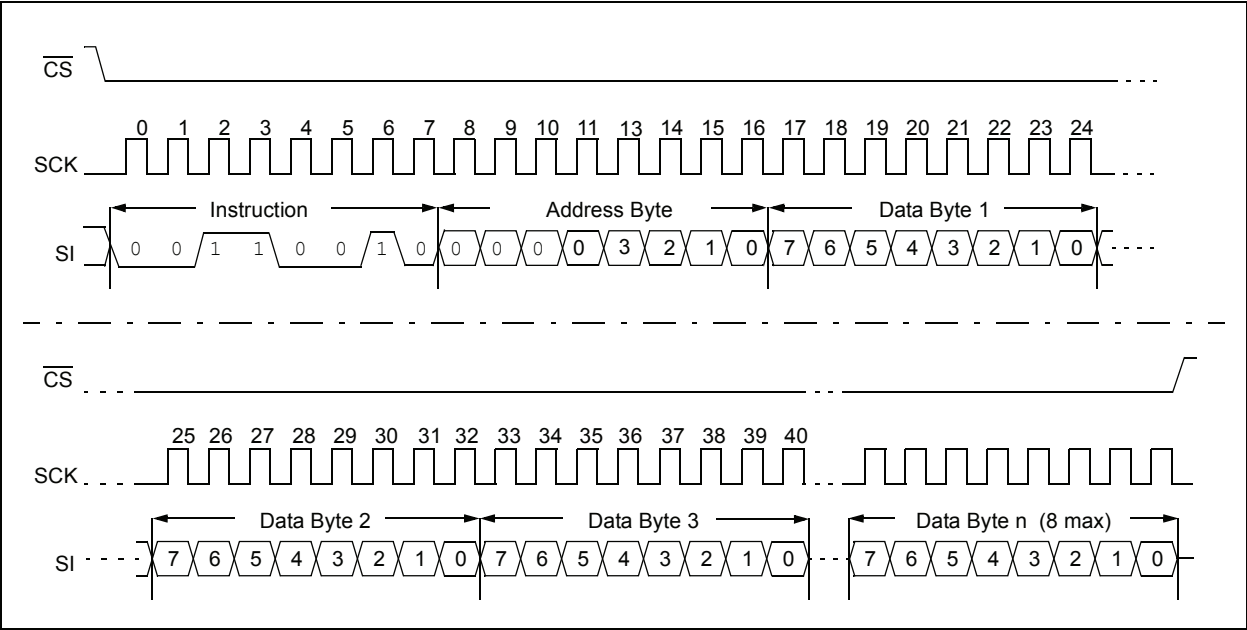 CS
0 1 2 3 4 5 6 7 8 9 10 11 13 14 15 16 17 18 19 20 21 22 23 24
SCK
Instruction Address Byte Data Byte 1
SI 0 0 1 1 0 0 1 0 0 0 0 0 3 2 1 0 7 6 5 4 3 2 1 0
CS
25 26 27 28 29 30 31 32 33 34 35 36 37 38 39 40
SCK
Data Byte 2 Data Byte 3 Data Byte n (8 max)
SI 7 6 5 4 3 2 1 0 7 6 5 4 3 2 1 0 7 6 5 4 3 2 1 0